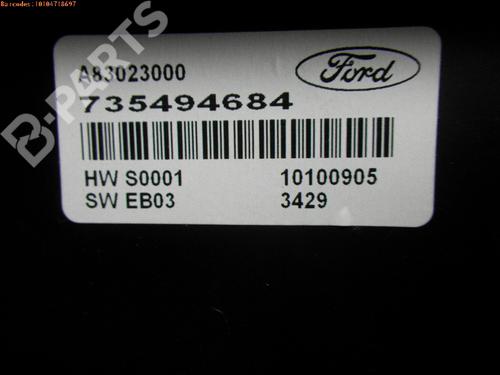 Barcodes:10104718697
A83023000
Ford
735494684
HW S0001 10100905
SW EB03 3429
B-PARTS